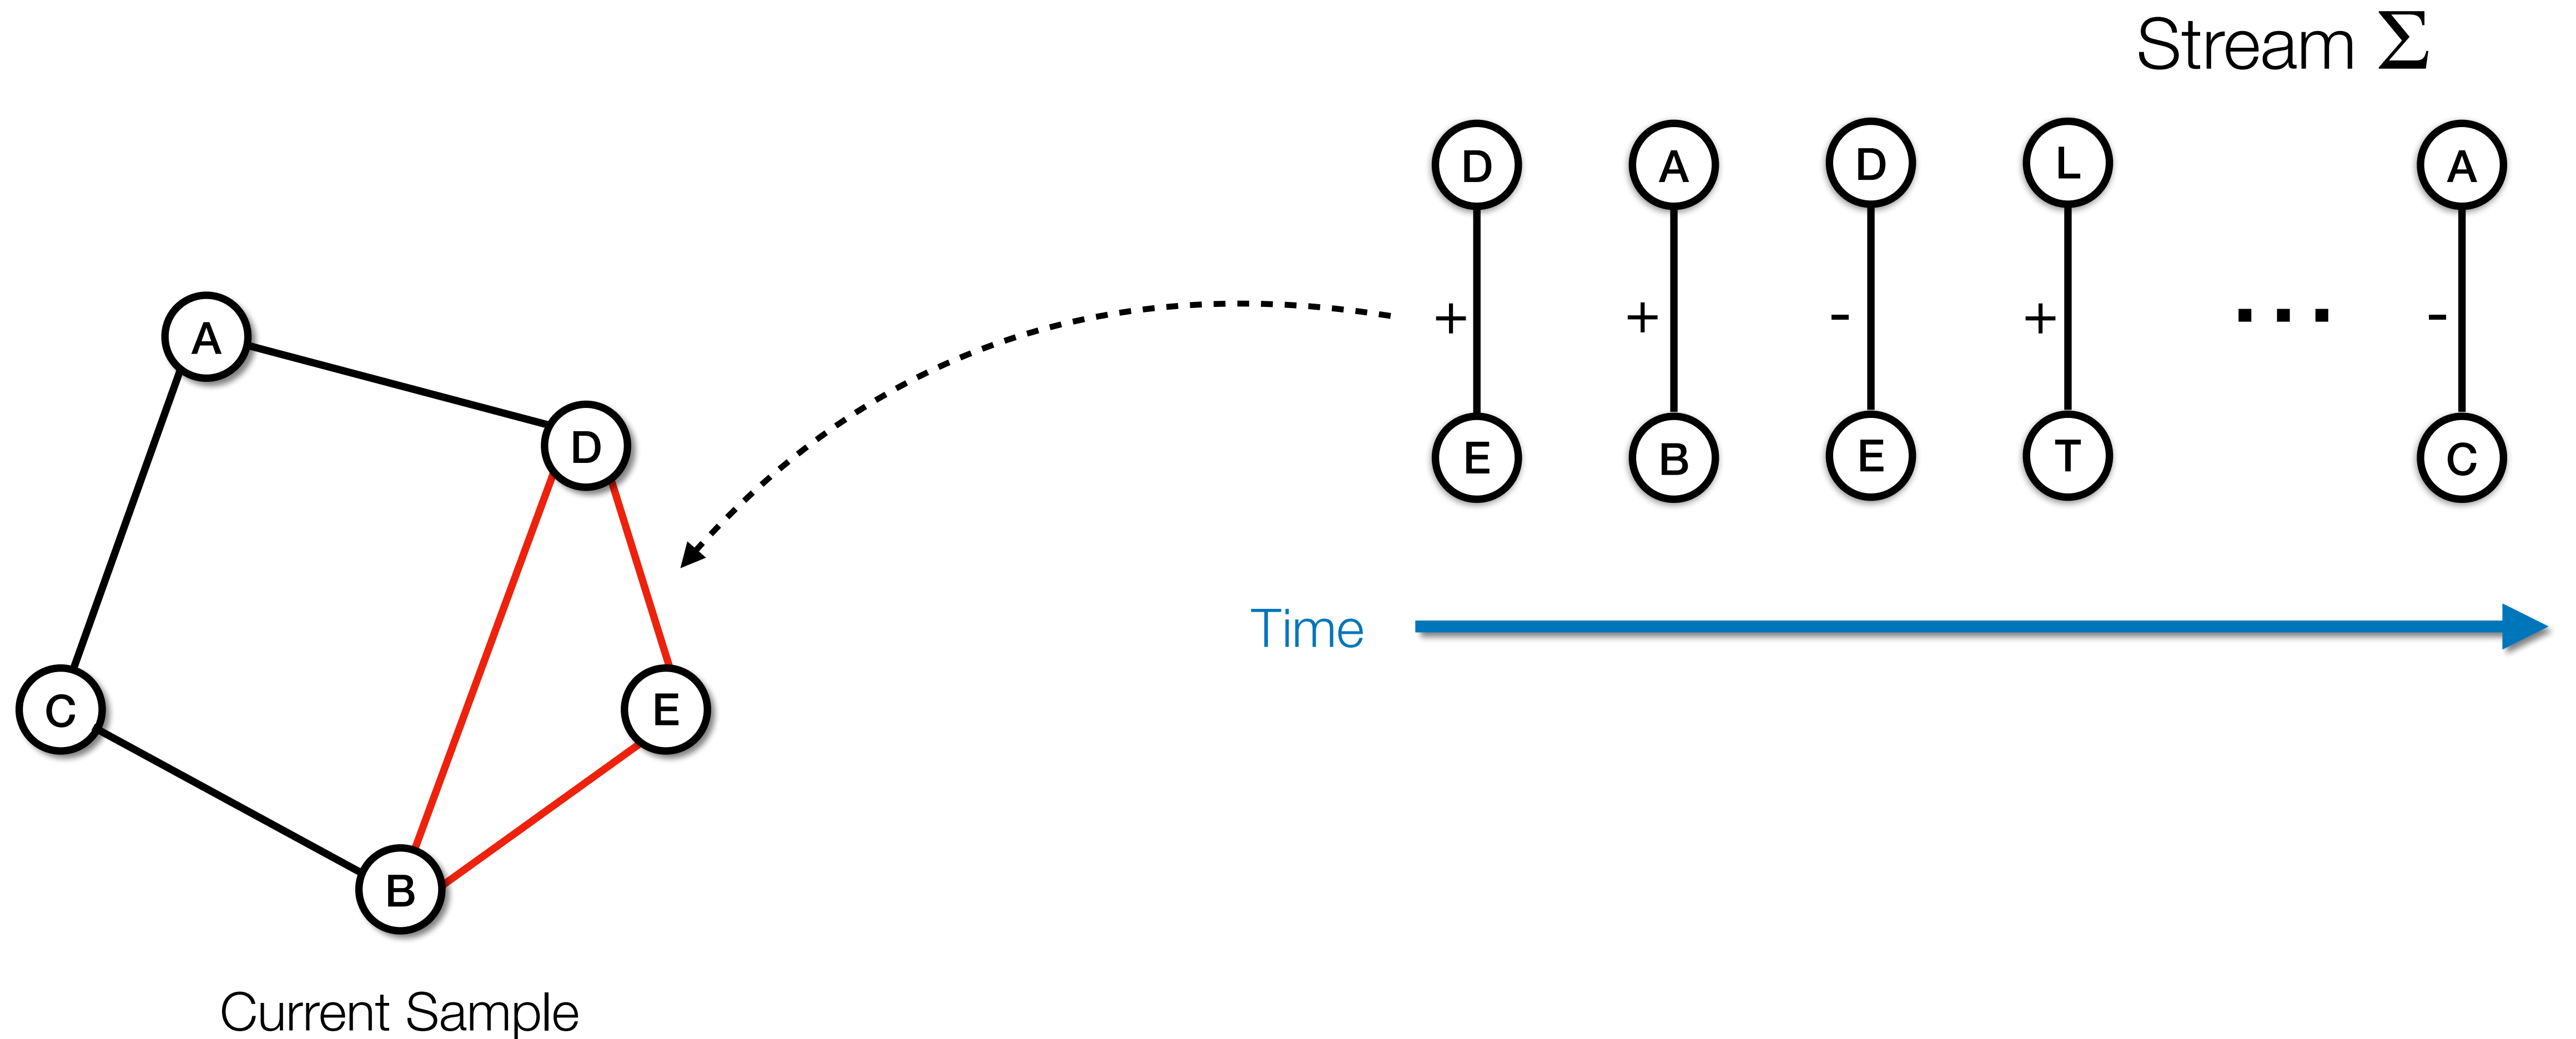 Stream Σ
D A D L A
+ + - + ... -
E B E T C
Time
A
D
C
E
B
Current Sample